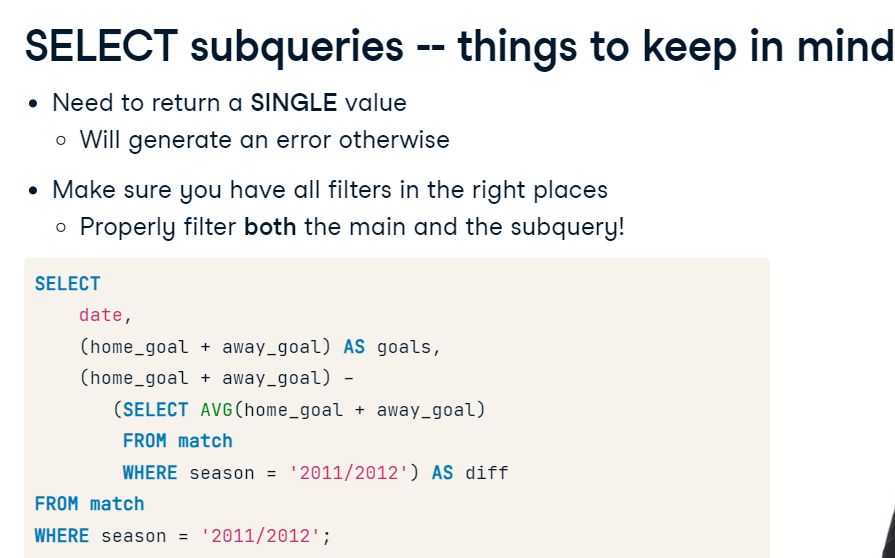 SELECT subqueries -- things to keep in mind
• Need to return a SINGLE value
◦ Will generate an error otherwise
• Make sure you have all filters in the right places
◦ Properly filter both the main and the subquery!
SELECT
date,
(home_goal + away_goal) AS goals,
(home_goal + away_goal) -
(SELECT AVG(home_goal + away_goal)
FROM match
WHERE season = '2011/2012') AS diff
FROM match
WHERE season = '2011/2012';